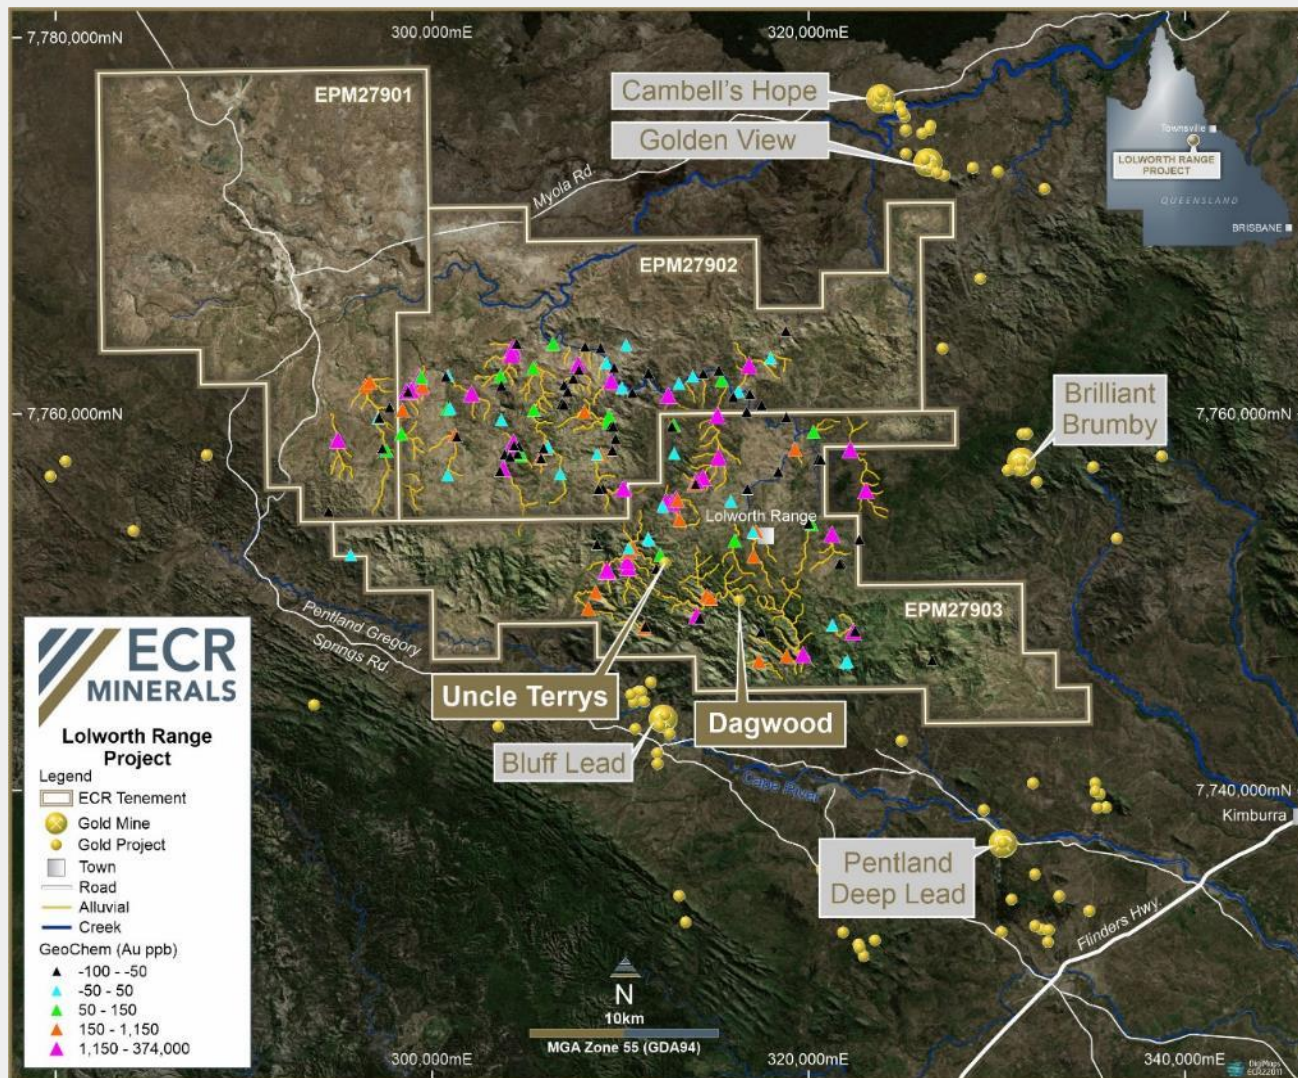 7,780,000mN
300,000mE
320,000mE
EPM27901
Cambell's Hope
Golden View
Townsville
LOLWORTH RANGE
PROJECT
QUEENSLAND
BRISBANE
Myola Rd.
EPM27902
7,760,000mN
7,760,000mN
Brilliant
Brumby
Lolworth Range
EPM27903
Pentland Gregory
Springs Rd
Uncle Terrys
Dagwood
Bluff Lead
Cape River
7,740,000mN
Kimburra
Pentland
Deep Lead
Flinders Hwy.
ECR
MINERALS
Lolworth Range
Project
Legend
ECR Tenement
Gold Mine
Gold Project
Town
Road
Alluvial
Creek
GeoChem (Au ppb)
-100 - -50
-50 - 50
50 - 150
150 - 1,150
1,150 - 374,000
N
10km
MGA Zone 55 (GDA94)
300,000mE
320,000mE
340,000mE
DigiMaps
ECR222011